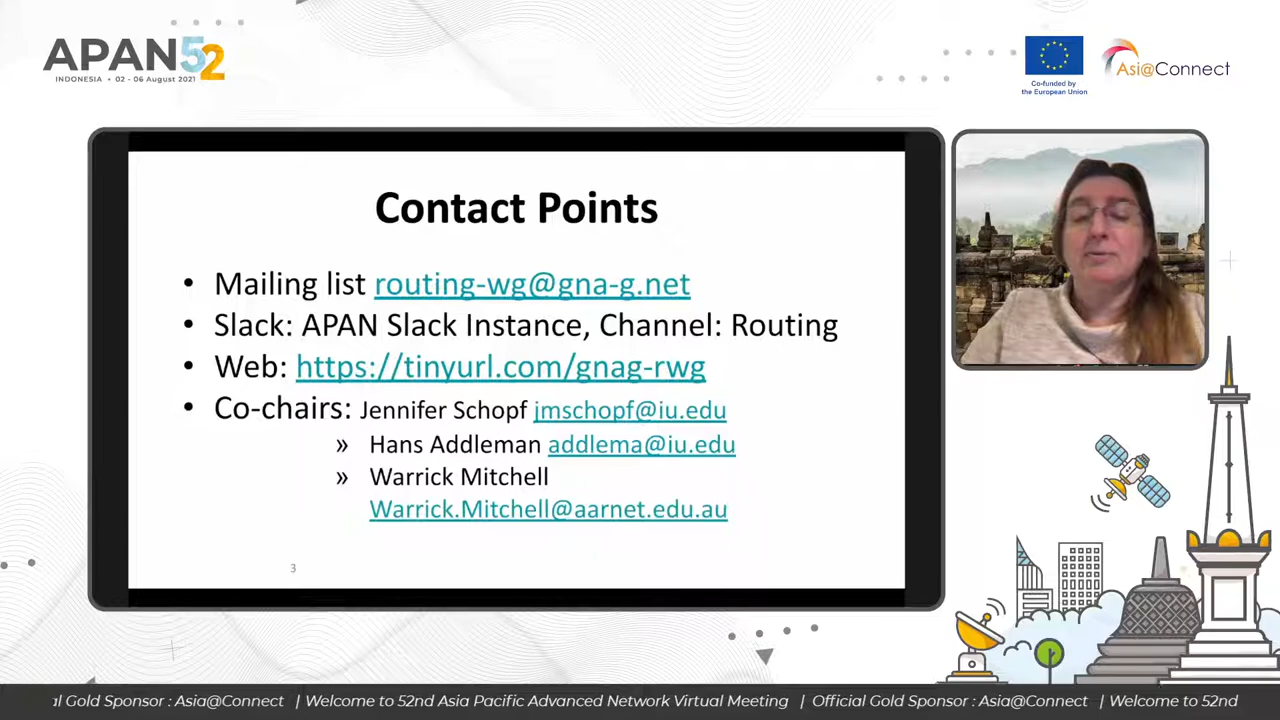 APAN52
INDONESIA • 02 - 06 August 2021
Co-funded by
the European Union
Asi@Connect
Contact Points
• Mailing list routing-wg@gna-g.net
• Slack: APAN Slack Instance, Channel: Routing
• Web: https://tinyurl.com/gnag-rwg
• Co-chairs: Jennifer Schopf jmschopf@iu.edu
» Hans Addleman addlema@iu.edu
» Warrick Mitchell
Warrick.Mitchell@aarnet.edu.au
3
al Gold Sponsor : Asia@Connect | Welcome to 52nd Asia Pacific Advanced Network Virtual Meeting | Official Gold Sponsor : Asia@Connect | Welcome to 52nd